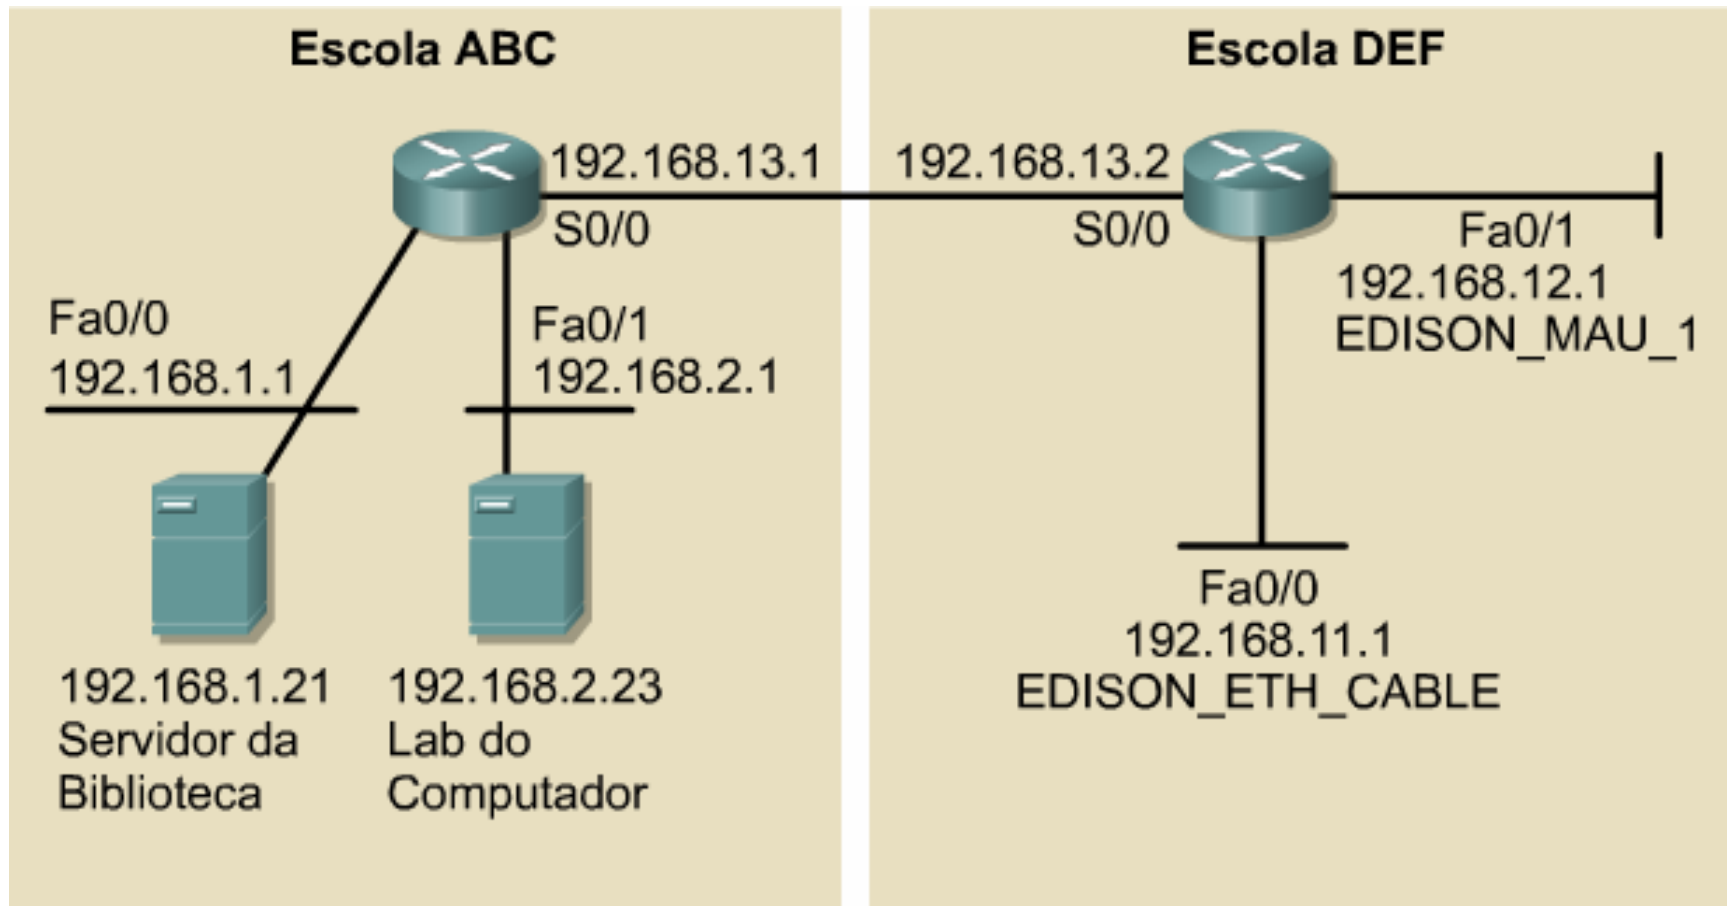 Escola ABC
192.168.13.1
S0/0
Fa0/0
192.168.1.1
Fa0/1
192.168.2.1
192.168.1.21
Servidor da
Biblioteca
192.168.2.23
Lab do
Computador
Escola DEF
192.168.13.2
S0/0
Fa0/1
192.168.12.1
EDISON_MAU_1
Fa0/0
192.168.11.1
EDISON_ETH_CABLE